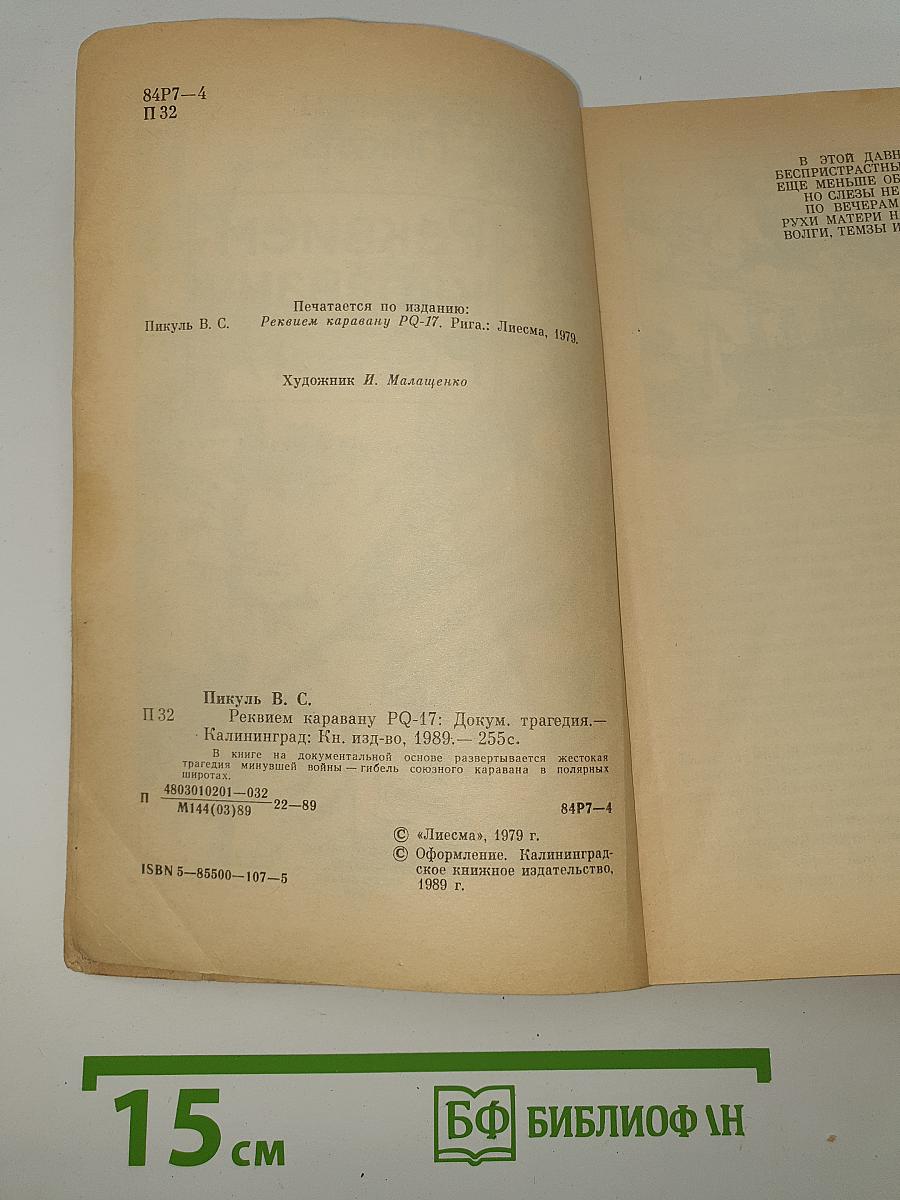 84Р7—4
П 32
Печатается по изданию:
Пикуль В. С. Реквием каравану PQ-17. Рига.: Лиесма, 1979.
Художник И. Малащенко
Пикуль В. С.
П 32 Реквием каравану PQ-17: Докум. трагедия.—
Калининград: Кн. изд-во, 1989.— 255с.
В книге на документальной основе развертывается жестокая
трагедия минувшей войны — гибель союзного каравана в полярных
широтах.
П 4803010201—032
М144(03)89 22—89
84Р7—4
© «Лиесма», 1979 г.
© Оформление. Калининград-
ское книжное издательство,
1989 г.
ISBN 5—85500—107—5
В ЭТОЙ ДАВН
БЕСПРИСТРАСТНЫ
ЕЩЕ МЕНЬШЕ ОБ
НО СЛЕЗЫ НЕ
ПО ВЕЧЕРАМ
РУХИ МАТЕРИ Н
ВОЛГИ, ТЕМЗЫ И
15 см
БФ БИБЛИОФ\Н